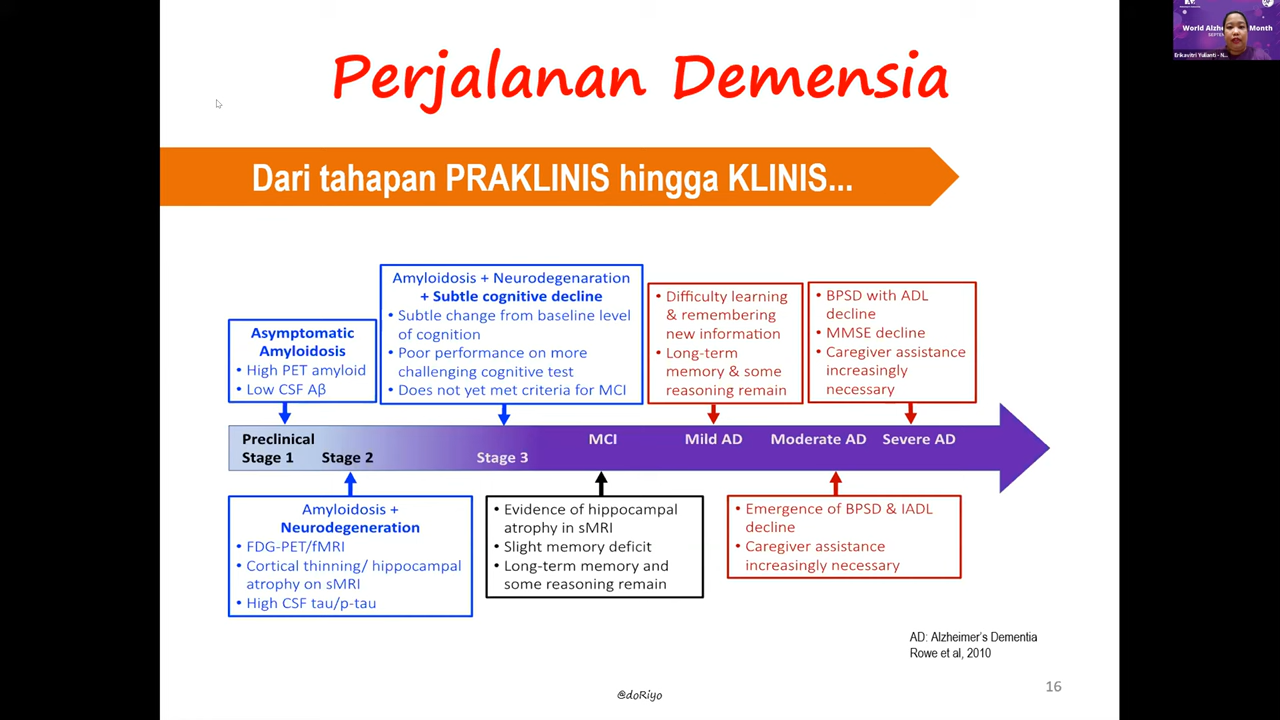 Perjalanan Demensia
Dari tahapan PRAKLINIS hingga KLINIS...
Asymptomatic
Amyloidosis
• High PET amyloid
• Low CSF Aβ
Amyloidosis + Neurodegenaration
+ Subtle cognitive decline
• Subtle change from baseline level
of cognition
• Poor performance on more
challenging cognitive test
• Does not yet met criteria for MCI
• Difficulty learning
& remembering
new information
• Long-term
memory & some
reasoning remain
• BPSD with ADL
decline
• MMSE decline
• Caregiver assistance
increasingly
necessary
Preclinical
Stage 1
Stage 2
Stage 3
MCI
Mild AD
Moderate AD
Severe AD
Amyloidosis +
Neurodegeneration
• FDG-PET/fMRI
• Cortical thinning/ hippocampal
atrophy on sMRI
• High CSF tau/p-tau
• Evidence of hippocampal
atrophy in sMRI
• Slight memory deficit
• Long-term memory and
some reasoning remain
• Emergence of BPSD & IADL
decline
• Caregiver assistance
increasingly necessary
AD: Alzheimer's Dementia
Rowe et al, 2010
@doRiyo
16
World Alzhe Month
Erikavitri Yulianti - N...